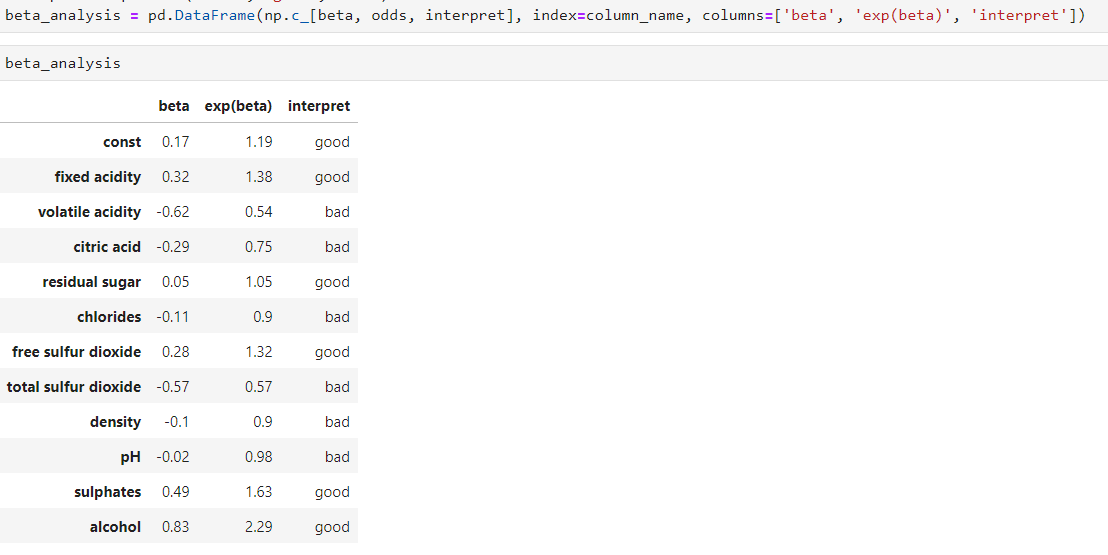 beta_analysis = pd.DataFrame(np.c_[beta, odds, interpret], index=column_name, columns=['beta', 'exp(beta)', 'interpret'])
beta_analysis
beta exp(beta) interpret
const 0.17 1.19 good
fixed acidity 0.32 1.38 good
volatile acidity -0.62 0.54 bad
citric acid -0.29 0.75 bad
residual sugar 0.05 1.05 good
chlorides -0.11 0.9 bad
free sulfur dioxide 0.28 1.32 good
total sulfur dioxide -0.57 0.57 bad
density -0.1 0.9 bad
pH -0.02 0.98 bad
sulphates 0.49 1.63 good
alcohol 0.83 2.29 good